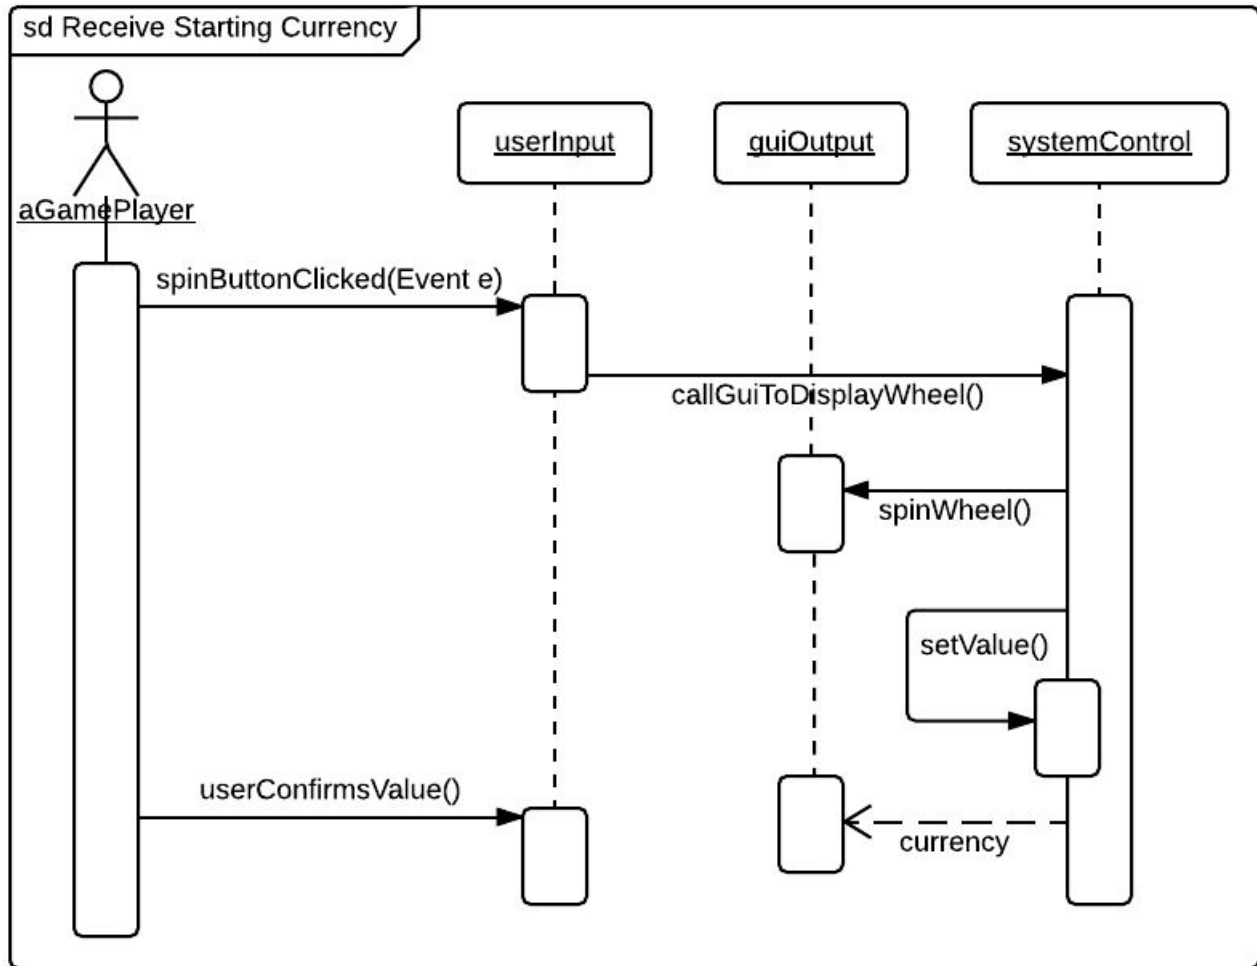 sd Receive Starting Currency
userInput
guiOutput
systemControl
aGamePlayer
spinButtonClicked(Event e)
callGuiToDisplayWheel()
spinWheel()
setValue()
userConfirmsValue()
currency